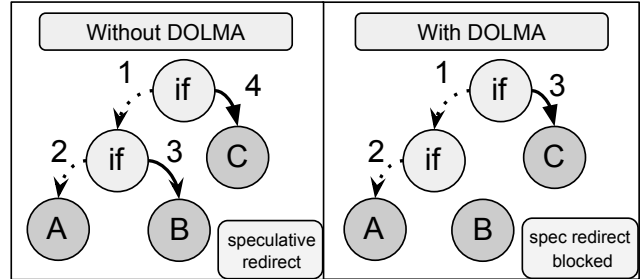 Without DOLMA
1
if
4
2
if
3
C
A
B
speculative
redirect
With DOLMA
1
if
3
2
if
C
A
B
spec redirect
blocked